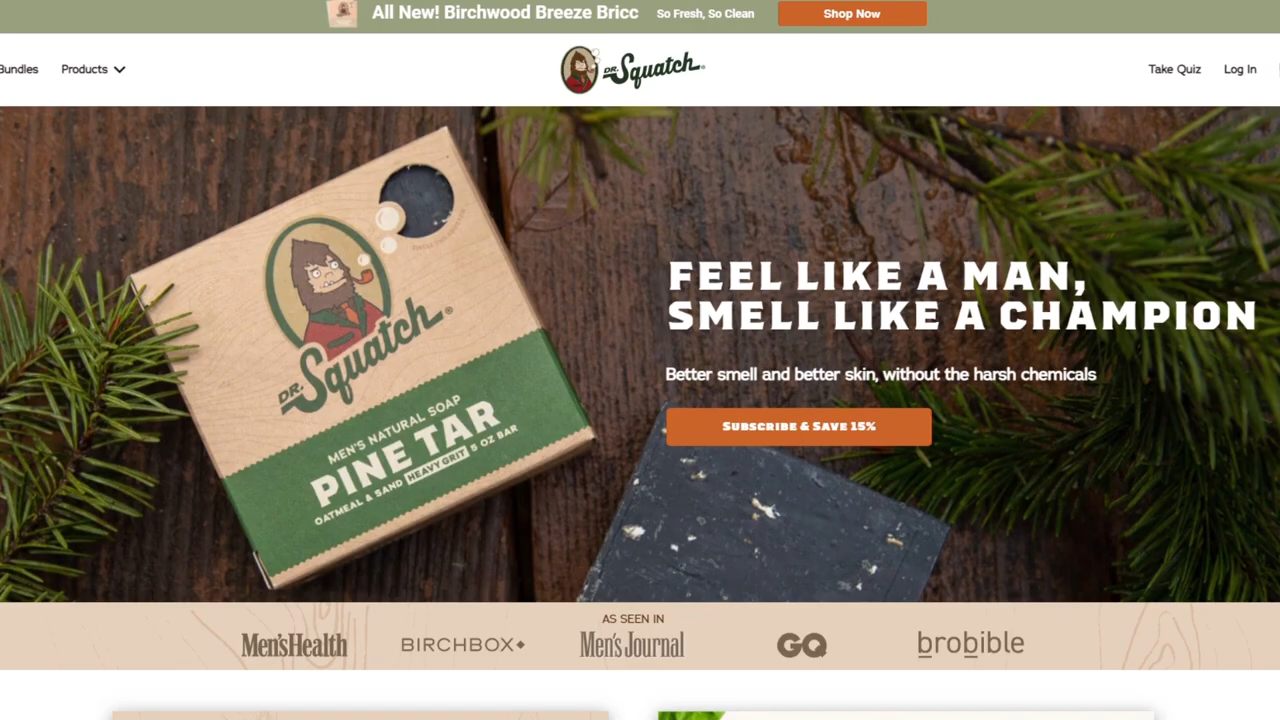 All New! Birchwood Breeze Bricc So Fresh, So Clean Shop Now
Bundles Products DR. Squatch® Take Quiz Log In
DR. Squatch®
MEN'S NATURAL SOAP
PINE TAR
OATMEAL & SAND HEAVY GRIT 5 OZ BAR
FEEL LIKE A MAN,
SMELL LIKE A CHAMPION
Better smell and better skin, without the harsh chemicals
Subscribe & Save 15%
AS SEEN IN
Men'sHealth BIRCHBOX Men's Journal GQ brobible